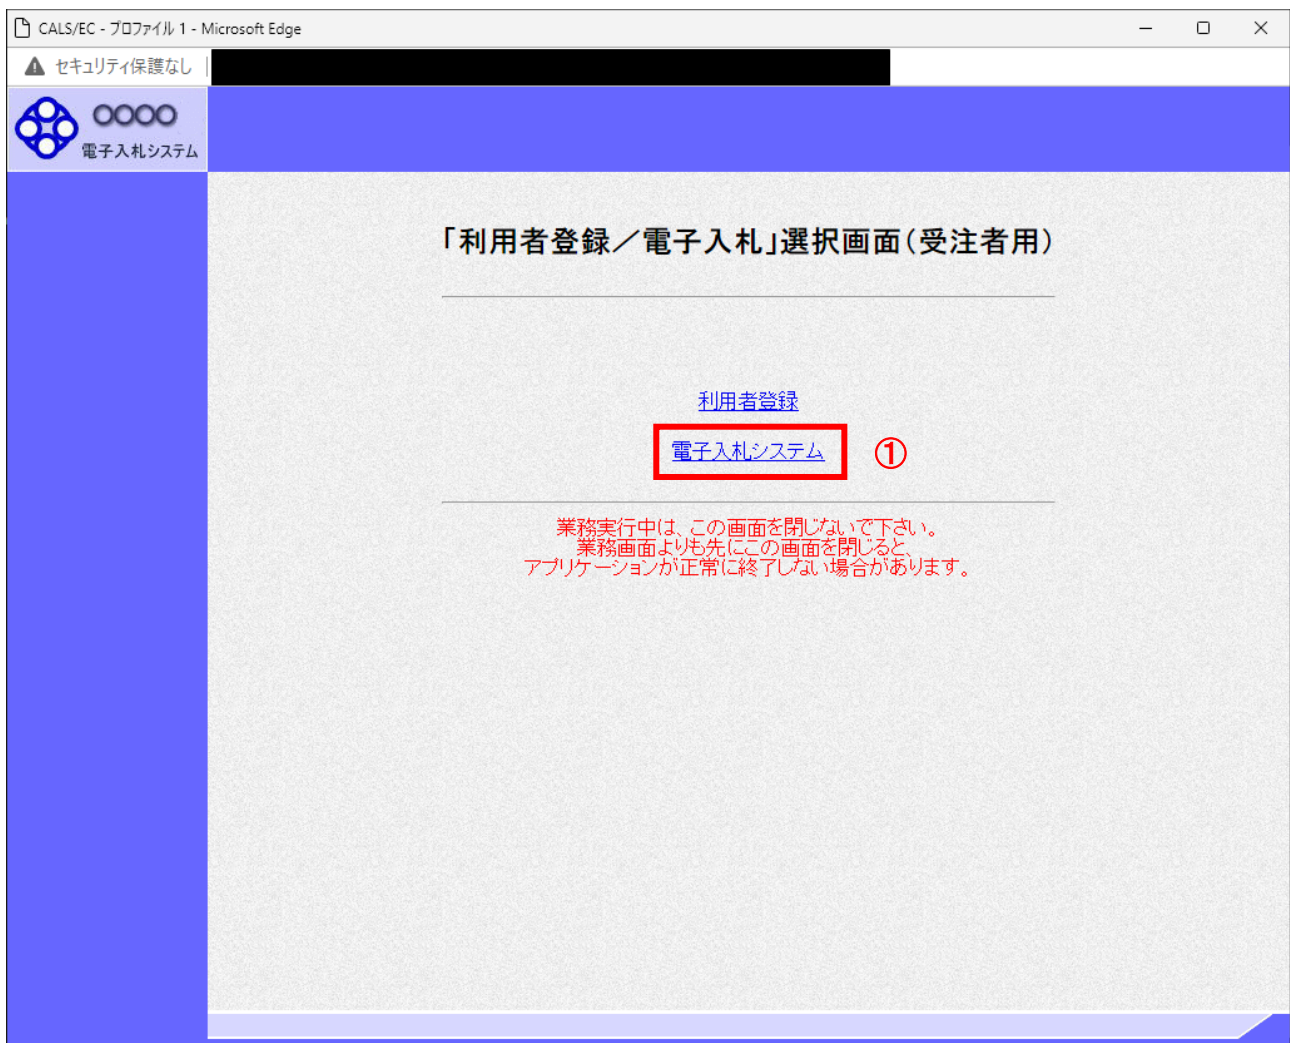 CALS/EC - プロファイル 1 - Microsoft Edge
セキュリティ保護なし
○○○○
電子入札システム
「利用者登録／電子入札」選択画面（受注者用）
利用者登録
電子入札システム ①
業務実行中は、この画面を閉じないで下さい。
業務画面よりも先にこの画面を閉じると、
アプリケーションが正常に終了しない場合があります。